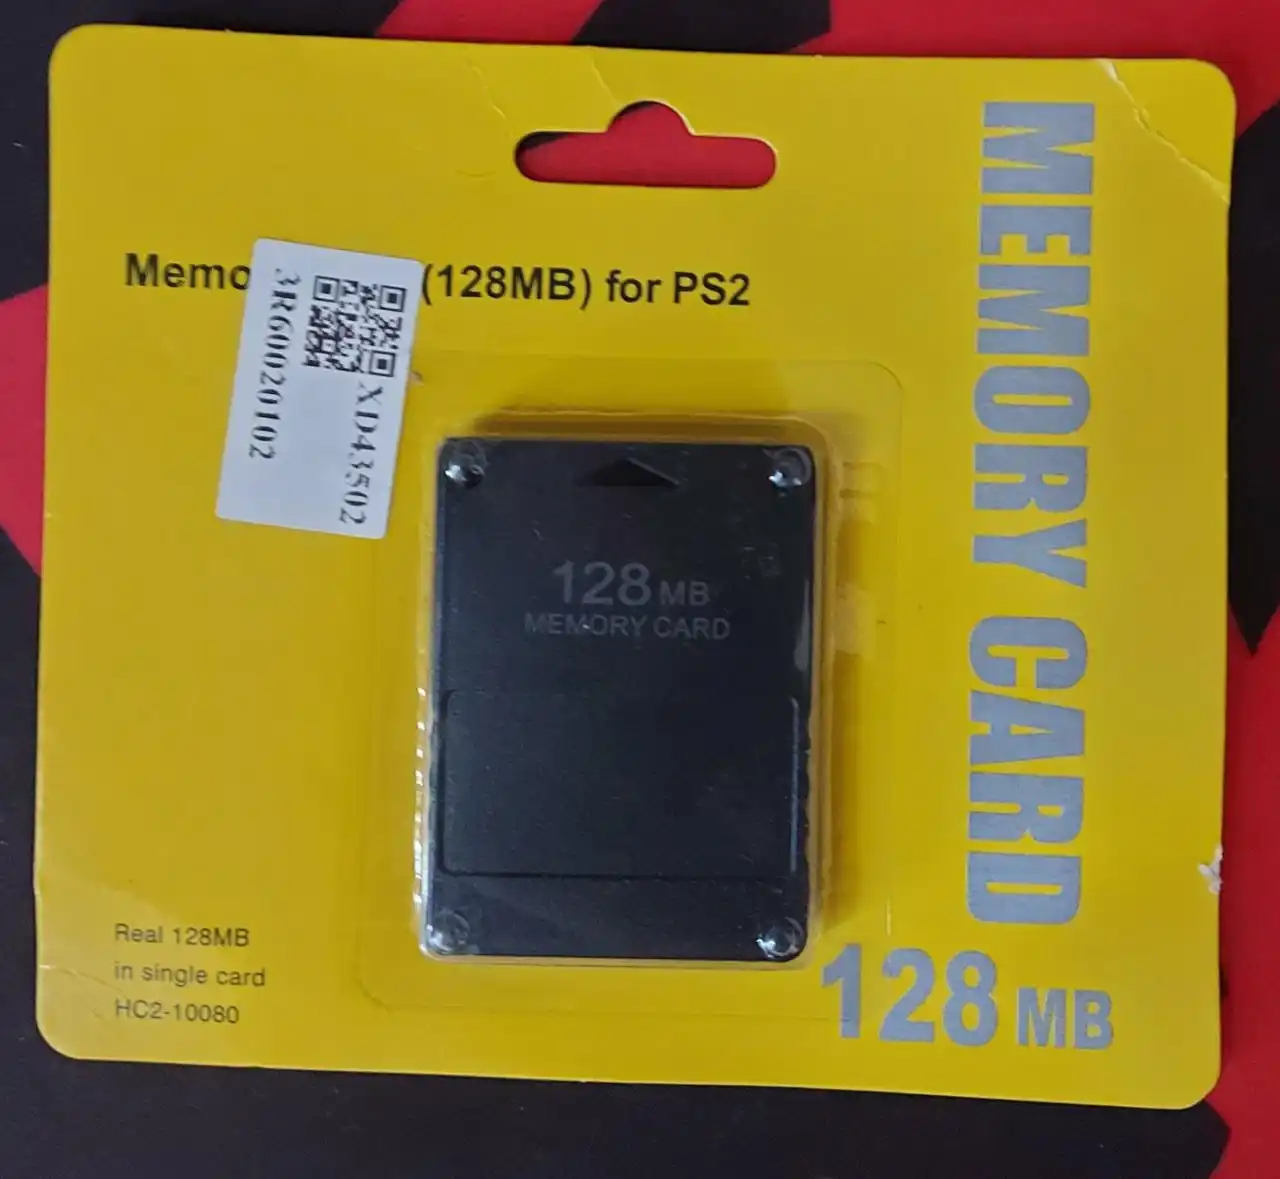 Memo
(128MB) for PS2
3R60020102
XD43502
128 MB
MEMORY CARD
MEMORY CARD
128 MB
Real 128MB
in single card
HC2-10080